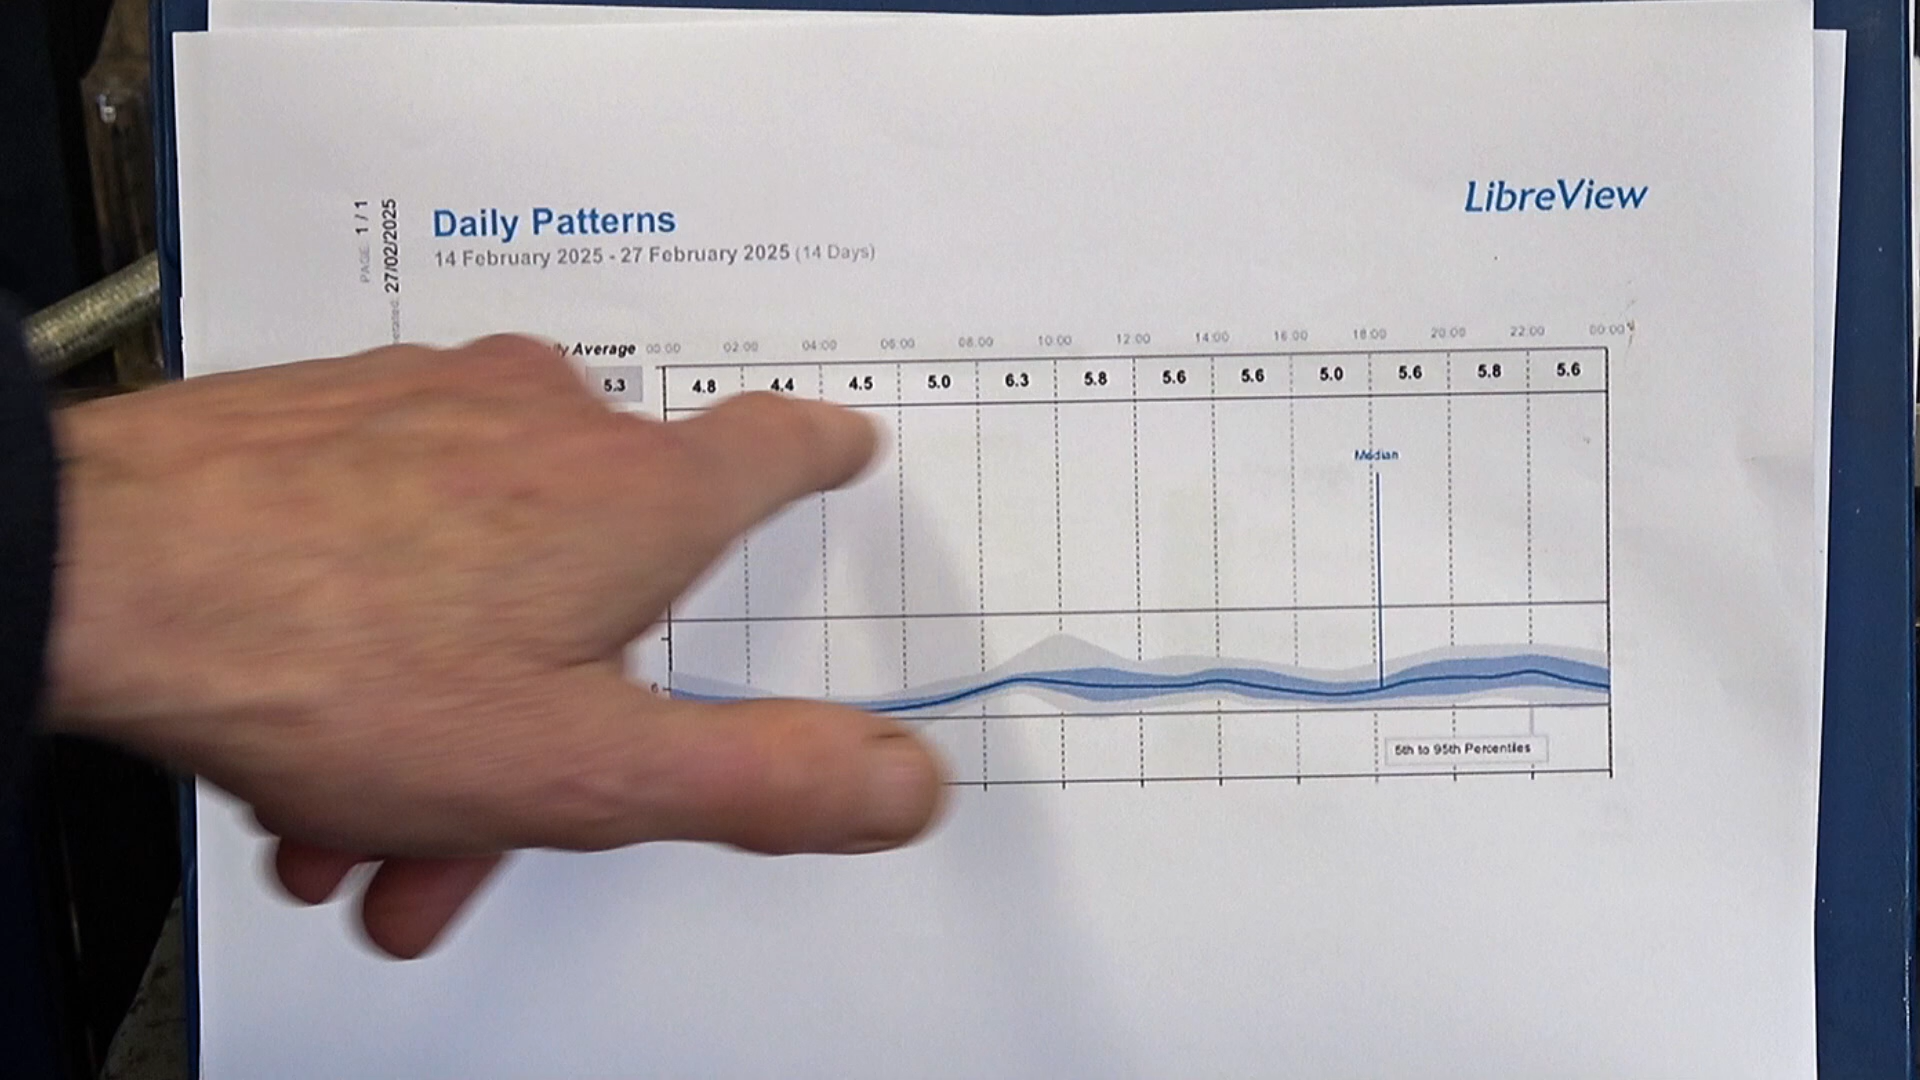 LibreView
PAGE 1 / 1
27/02/2025
Daily Patterns
14 February 2025 - 27 February 2025 (14 Days)
Average 00:00 02:00 04:00 06:00 08:00 10:00 12:00 14:00 16:00 18:00 20:00 22:00 00:00
5.3 4.8 4.4 4.5 5.0 6.3 5.8 5.6 5.6 5.0 5.6 5.8 5.6
Median
6
5th to 95th Percentiles